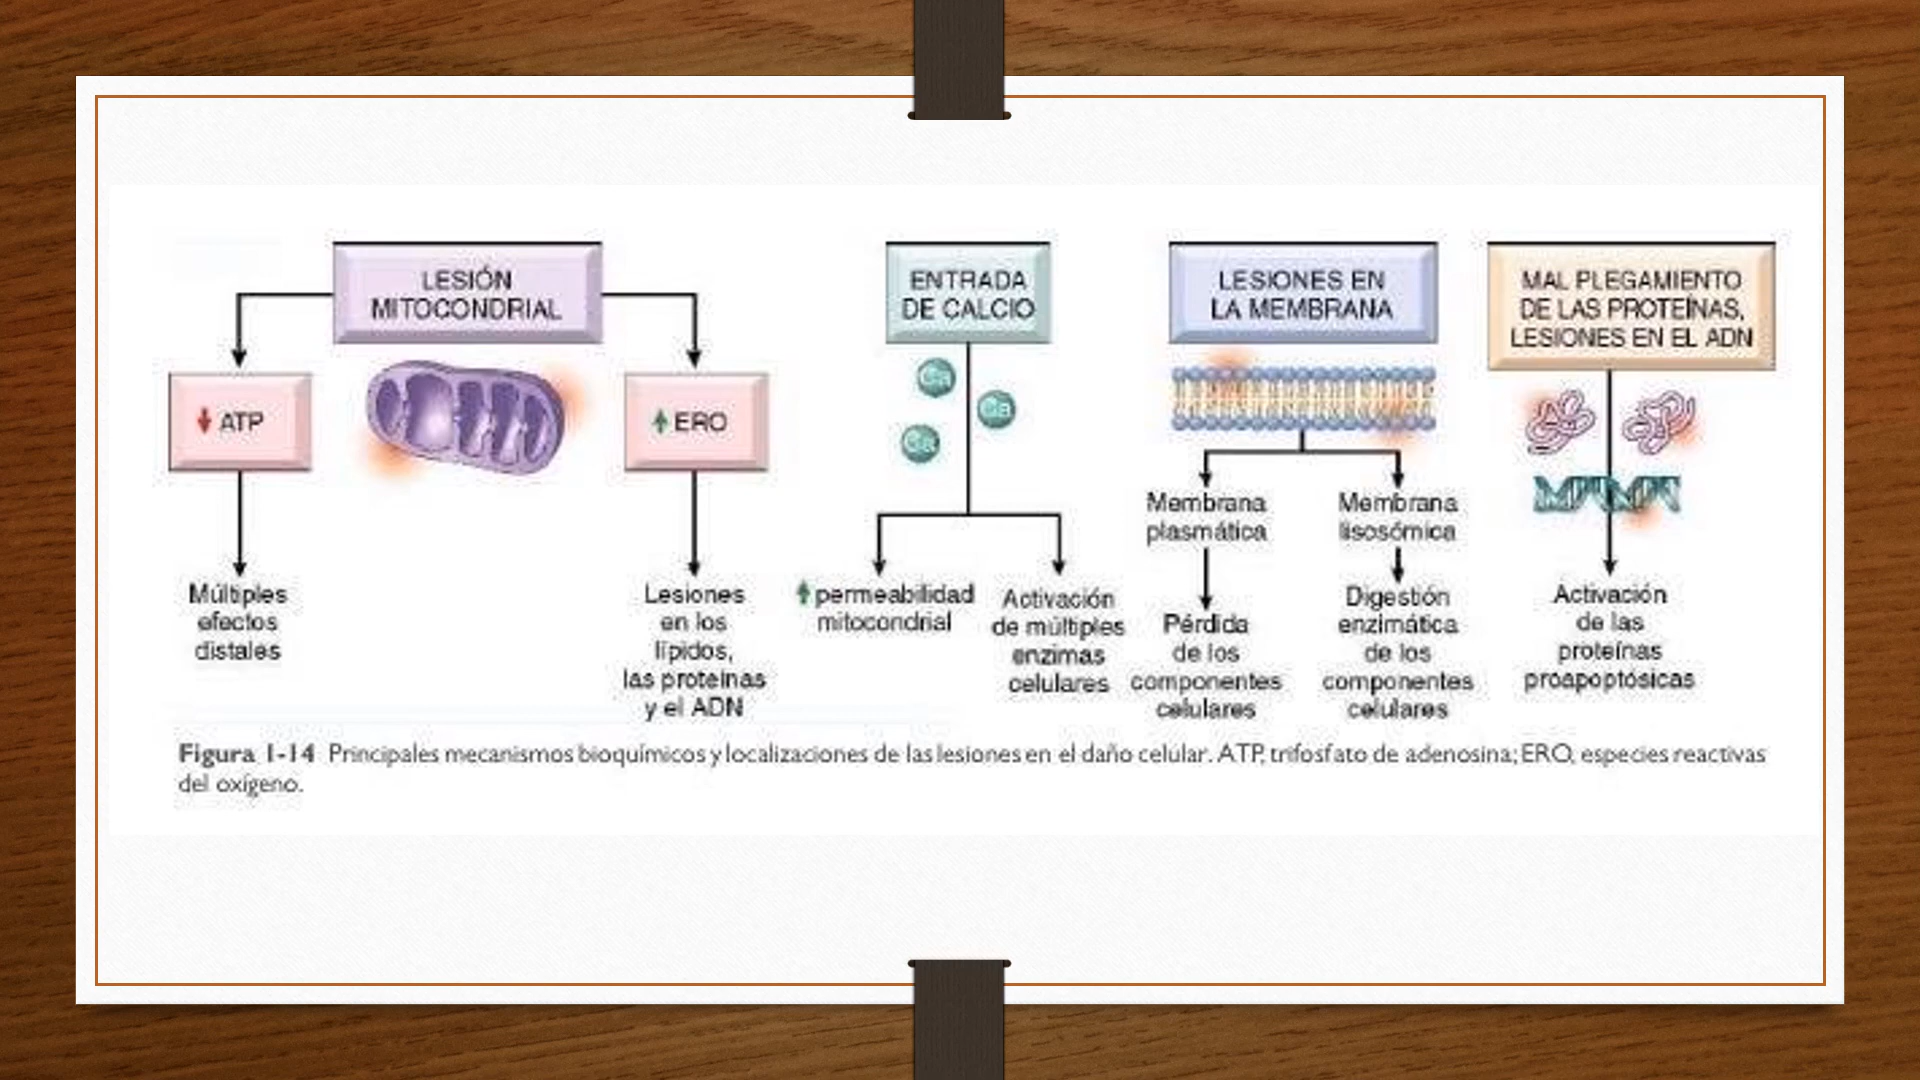 LESIÓN
MITOCONDRIAL
ATP
ERO
Múltiples
efectos
distales
Lesiones
en los
lípidos,
las proteínas
y el ADN
ENTRADA
DE CALCIO
Ca
Ca
Ca
permeabilidad
mitocondrial
Activación
de múltiples
enzimas
celulares
LESIONES EN
LA MEMBRANA
Membrana
plasmática
Pérdida
de los
componentes
celulares
Membrana
lisosómica
Digestión
enzimática
de los
componentes
celulares
MAL PLEGAMIENTO
DE LAS PROTEÍNAS,
LESIONES EN EL ADN
Activación
de las
proteínas
proapoptósicas
Figura 1-14 Principales mecanismos bioquímicos y localizaciones de las lesiones en el daño celular. ATP, trifosfato de adenosina; ERO, especies reactivas
del oxígeno.